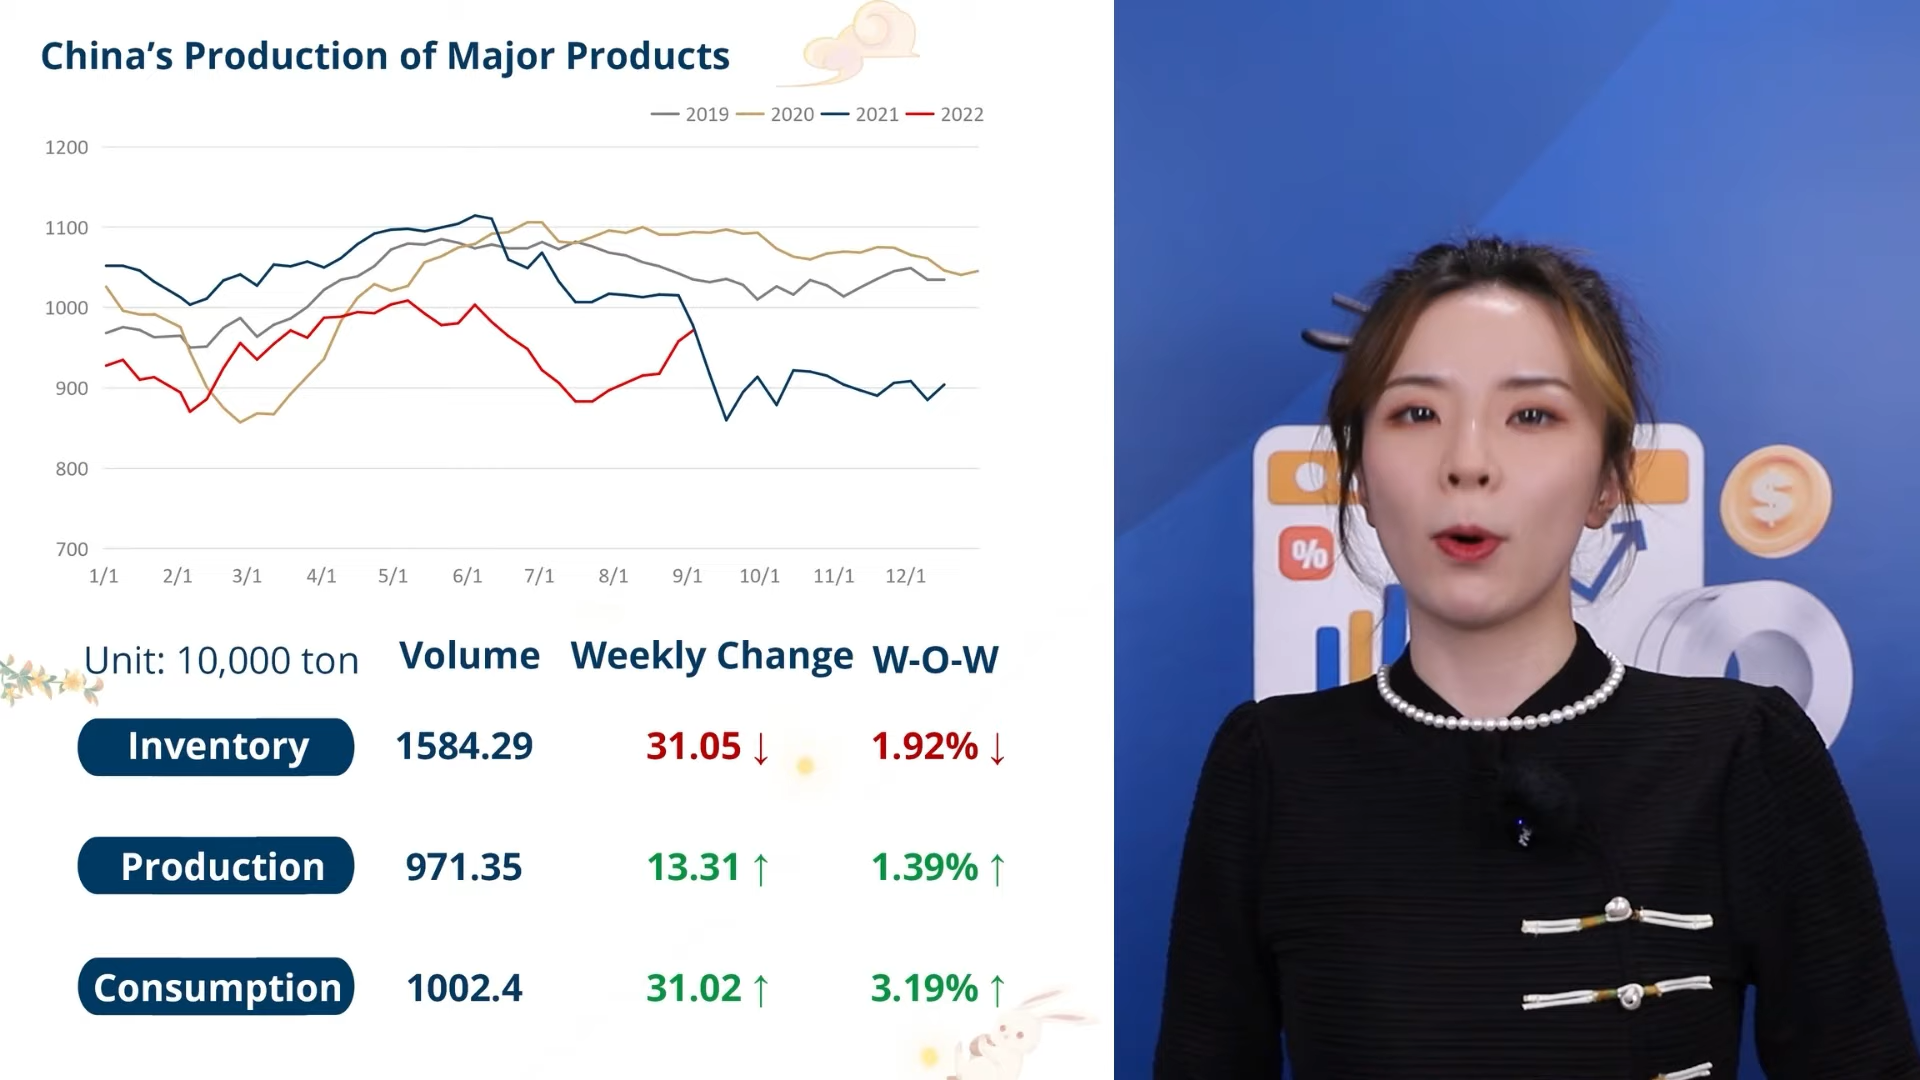 China's Production of Major Products
2019 2020 2021 2022
1200
1100
1000
900
800
700
1/1 2/1 3/1 4/1 5/1 6/1 7/1 8/1 9/1 10/1 11/1 12/1
Unit: 10,000 ton Volume Weekly Change W-O-W
Inventory 1584.29 31.05 ↓ 1.92% ↓
Production 971.35 13.31 ↑ 1.39% ↑
Consumption 1002.4 31.02 ↑ 3.19% ↑
%
$